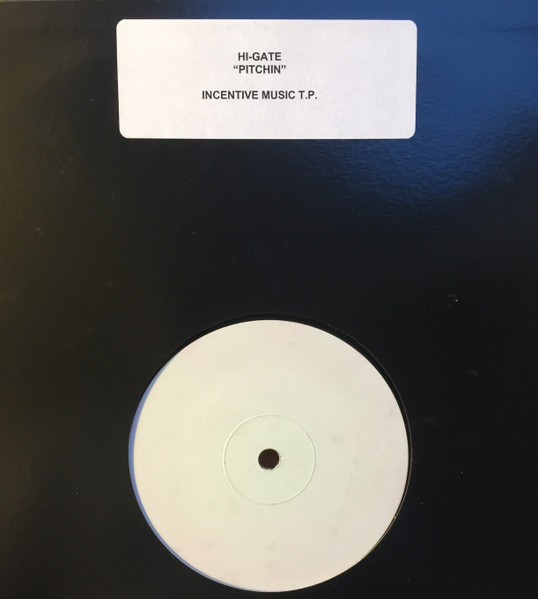 HI-GATE
“PITCHIN”
INCENTIVE MUSIC T.P.